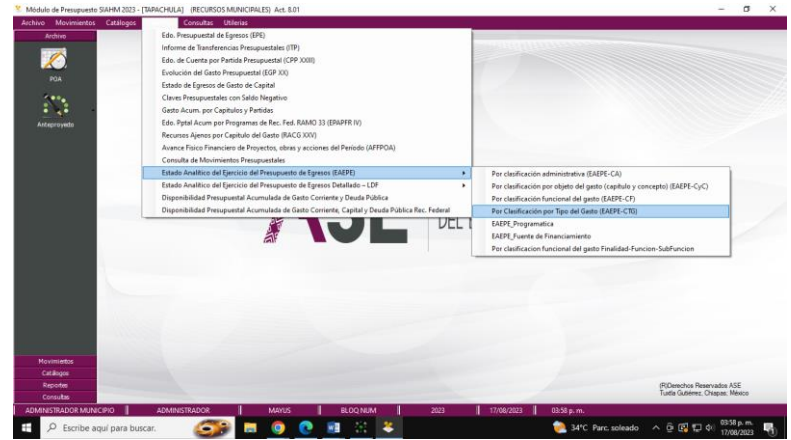 Módulo de Presupuesto SIAHM 2023 - [TAPACHULA] (RECURSOS MUNICIPALES) Act. 8.01
Archivo Movimientos Catálogos Consultas Utilerias
Archivo
POA
Anteproyecto
Edo. Presupuestal de Egresos (EPE)
Informe de Transferencias Presupuestales (ITP)
Edo. de Cuenta por Partida Presupuestal (CPP XXIII)
Evolución del Gasto Presupuestal (EGP XX)
Estado de Egresos de Gasto de Capital
Claves Presupuestales con Saldo Negativo
Gasto Acum. por Capitulos y Partidas
Edo. Pptal Acum por Programas de Rec. Fed. RAMO 33 (EPAPFR IV)
Recursos Ajenos por Capitulo del Gasto (RACG XXIV)
Avance Fisico Financiero de Proyectos, obras y acciones del Período (AFFPOA)
Consulta de Movimientos Presupuestales
Estado Analítico del Ejercicio del Presupuesto de Egresos (EAEPE)
Estado Analítico del Ejercicio del Presupuesto de Egresos Detallado – LDF
Disponibilidad Presupuestal Acumulada de Gasto Corriente y Deuda Pública
Disponibilidad Presupuestal Acumulada de Gasto Corriente, Capital y Deuda Pública Rec. Federal
Por clasificación administrativa (EAEPE-CA)
Por clasificación por objeto del gasto (capítulo y concepto) (EAEPE-CyC)
Por clasificación funcional del gasto (EAEPE-CF)
Por Clasificación por Tipo del Gasto (EAEPE-CTG)
EAEPE_Programatica
EAEPE_Fuente de Financiamiento
Por clasificacion funcional del gasto Finalidad-Funcion-SubFuncion
ASE
Movimientos
Catálogos
Reportes
Consultas
(R)Derechos Reservados ASE
Tuxtla Gutiérrez, Chiapas; México
ADMINISTRADOR MUNICIPIO ADMINISTRADOR MAYUS BLOQ NUM 2023 17/08/2023 03:58 p. m.
Escribe aquí para buscar. 34°C Parc. soleado 03:58 p. m.
17/08/2023